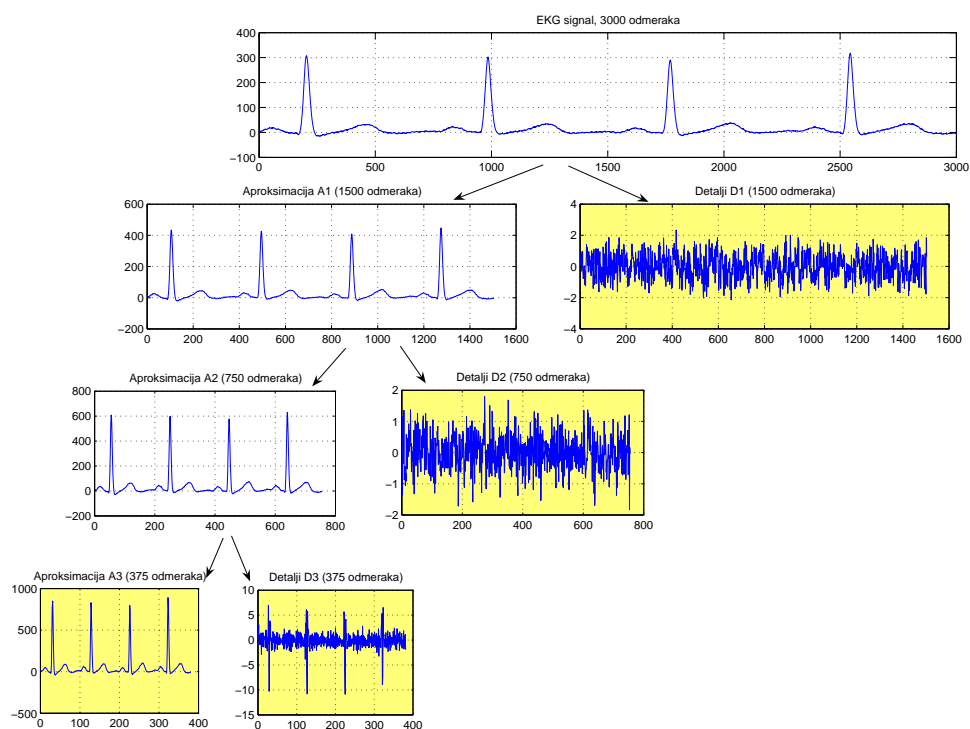 EKG signal, 3000 odmeraka
400
300
200
100
0
−100
0 500 1000 1500 2000 2500 3000
Aproksimacija A1 (1500 odmeraka)
600
400
200
0
−200
0 200 400 600 800 1000 1200 1400 1600
Detalji D1 (1500 odmeraka)
4
2
0
−2
−4
0 200 400 600 800 1000 1200 1400 1600
Aproksimacija A2 (750 odmeraka)
800
600
400
200
0
−200
0 200 400 600 800
Detalji D2 (750 odmeraka)
2
1
0
−1
−2
0 200 400 600 800
Aproksimacija A3 (375 odmeraka)
1000
500
0
−500
0 100 200 300 400
Detalji D3 (375 odmeraka)
10
5
0
−5
−10
−15
0 100 200 300 400